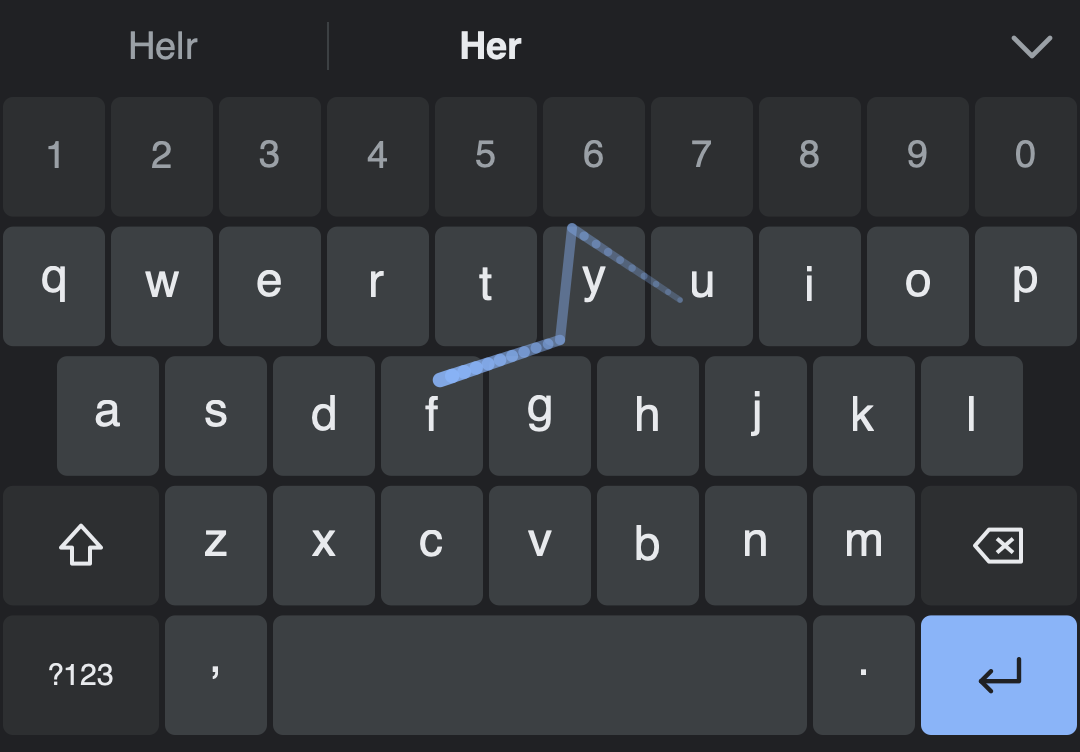 Helr Her
1 2 3 4 5 6 7 8 9 0
q w e r t y u i o p
a s d f g h j k l
z x c v b n m
?123 , .